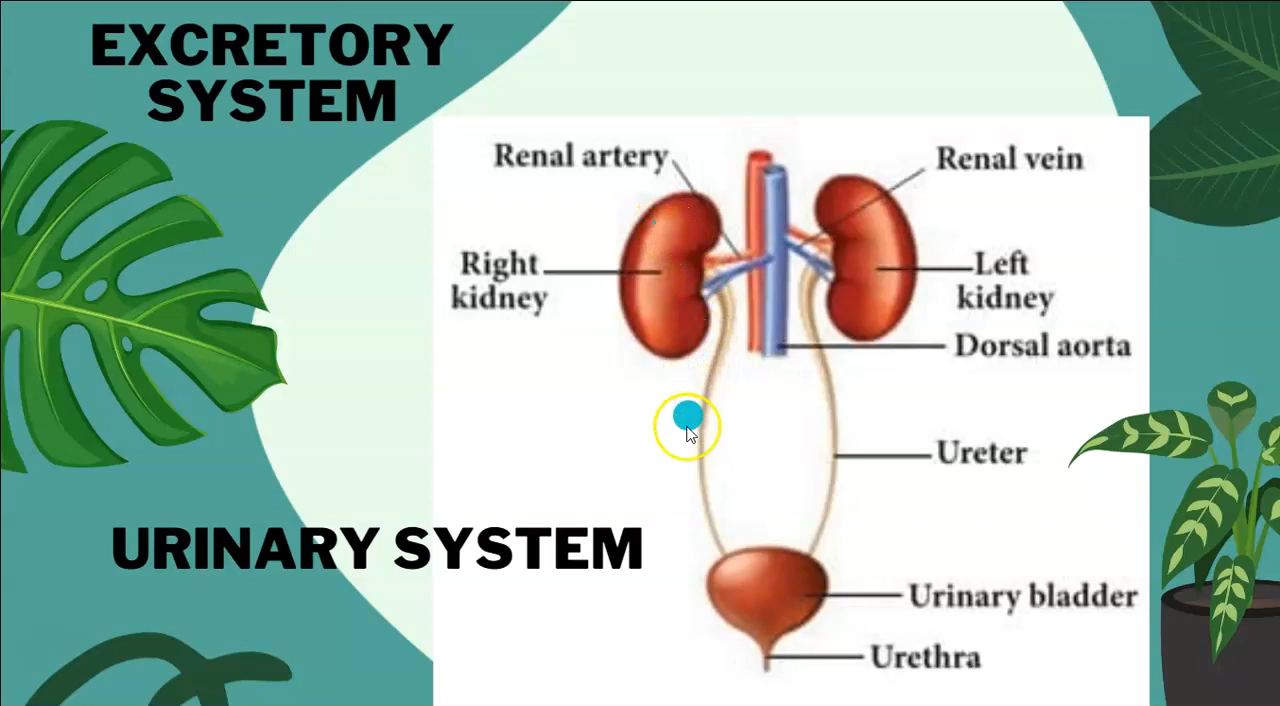 EXCRETORY
SYSTEM
Renal artery
Renal vein
Right
kidney
Left
kidney
Dorsal aorta
Ureter
URINARY SYSTEM
Urinary bladder
Urethra